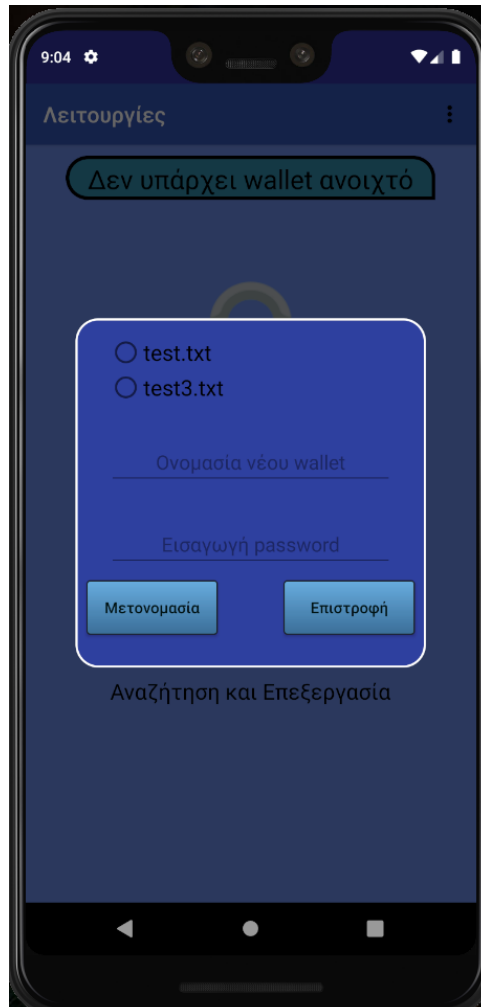 9:04
Λειτουργίες
Δεν υπάρχει wallet ανοιχτό
test.txt
test3.txt
Ονομασία νέου wallet
Εισαγωγή password
Μετονομασία
Επιστροφή
Αναζήτηση και Επεξεργασία